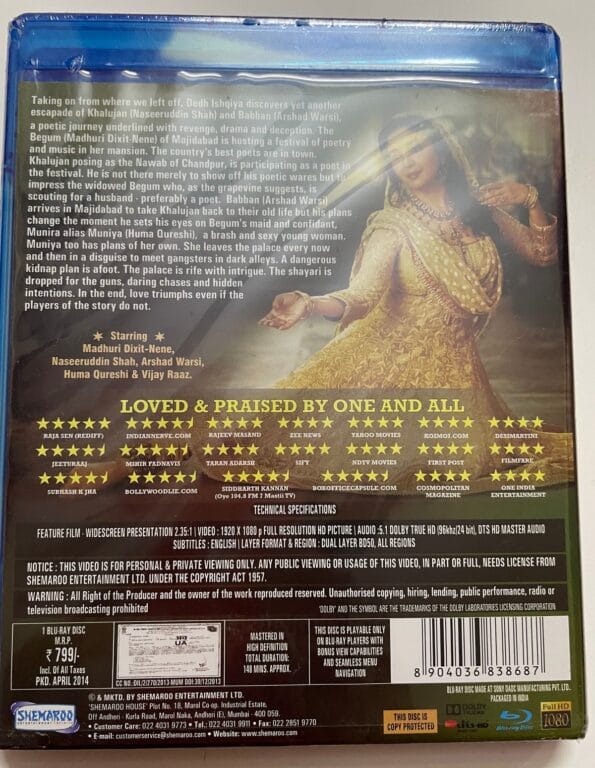 Taking on from where we left off, Dedh Ishqiya discovers yet another
escapade of Khalujan (Naseeruddin Shah) and Babban (Arshad Warsi),
a poetic journey underlined with revenge, drama and deception. The
Begum (Madhuri Dixit-Nene) of Majidabad is hosting a festival of poetry
and music in her mansion. The country's best poets are in town.
Khalujan posing as the Nawab of Chandpur, is participating as a poet in
the festival. He is not there merely to show off his poetic wares but to
impress the widowed Begum who, as the grapevine suggests, is
scouting for a husband - preferably a poet. Babban (Arshad Warsi)
arrives in Majidabad to take Khalujan back to their old life but his plans
change the moment he sets his eyes on Begum's maid and confidant,
Munira alias Muniya (Huma Qureshi), a brash and sexy young woman.
Muniya too has plans of her own. She leaves the palace every now
and then in a disguise to meet gangsters in dark alleys. A dangerous
kidnap plan is afoot. The palace is rife with intrigue. The shayari is
dropped for the guns, daring chases and hidden
intentions. In the end, love triumphs even if the
players of the story do not.
Starring
Madhuri Dixit-Nene,
Naseeruddin Shah, Arshad Warsi,
Huma Qureshi & Vijay Raaz.
LOVED & PRAISED BY ONE AND ALL
RAJA SEN (REDIFF) INDIANNERVE.COM RAJEEV MASAND ZEE NEWS YAHOO MOVIES KOIMOI.COM DESIMARTINI
JEETURAAJ MIHIR FADNAVIS TARAN ADARSH SIFY NDTV MOVIES FIRST POST FILMFARE
SUBHASH K JHA BOLLYWOODLIE.COM SIDDHARTH KANNAN BOXOFFICECAPSULE.COM COSMOPOLITAN ONE INDIA
(Oye 104.8 FM / Mastii TV) MAGAZINE ENTERTAINMENT
TECHNICAL SPECIFICATIONS
FEATURE FILM - WIDESCREEN PRESENTATION 2.35:1 | VIDEO : 1920 X 1080 p FULL RESOLUTION HD PICTURE | AUDIO :5.1 DOLBY TRUE HD (96khz(24 bit), DTS HD MASTER AUDIO
SUBTITLES : ENGLISH | LAYER FORMAT & REGION : DUAL LAYER BD50, ALL REGIONS
NOTICE : THIS VIDEO IS FOR PERSONAL & PRIVATE VIEWING ONLY. ANY PUBLIC VIEWING OR USAGE OF THIS VIDEO, IN PART OR FULL, NEEDS LICENSE FROM
SHEMAROO ENTERTAINMENT LTD. UNDER THE COPYRIGHT ACT 1957.
WARNING : All Right of the Producer and the owner of the work reproduced reserved. Unauthorised copying, hiring, lending, public performance, radio or
television broadcasting prohibited
'DOLBY' AND THE SYMBOL ARE THE TRADEMARKS OF THE DOLBY LABORATORIES LICENSING CORPORATION
1 BLU-RAY DISC
M.R.P.
₹ 799/-
Incl. Of All Taxes
PKD. APRIL 2014
UA
CC NO. DIL/2/70/2013-MUM DOI:30/12/2013
MASTERED IN
HIGH DEFINITION
TOTAL DURATION:
148 MINS. APPROX.
THIS DISC IS PLAYABLE ONLY
ON BLU-RAY PLAYERS WITH
BONUS VIEW CAPABILITIES
AND SEAMLESS MENU
NAVIGATION
8 904036 838687
BLU-RAY DISC MADE AT SONY DADC MANUFACTURING PVT. LTD.
PACKAGED IN INDIA
SHEMAROO
© & MKTD. BY SHEMAROO ENTERTAINMENT LTD.
'SHEMAROO HOUSE' Plot No. 18, Marol Co-op. Industrial Estate,
Off Andheri - Kurla Road, Marol Naka, Andheri (E), Mumbai - 400 059.
• Customer Care: 022 4031 9773 • Tel.: 022 4031 9911 • Fax: 022 2851 9770
• E-mail: customerservice@shemaroo.com • Website: www.shemaroo.com
THIS DISC IS
COPY PROTECTED
DOLBY
dts-HD
Blu-ray Disc
Full HD
1080